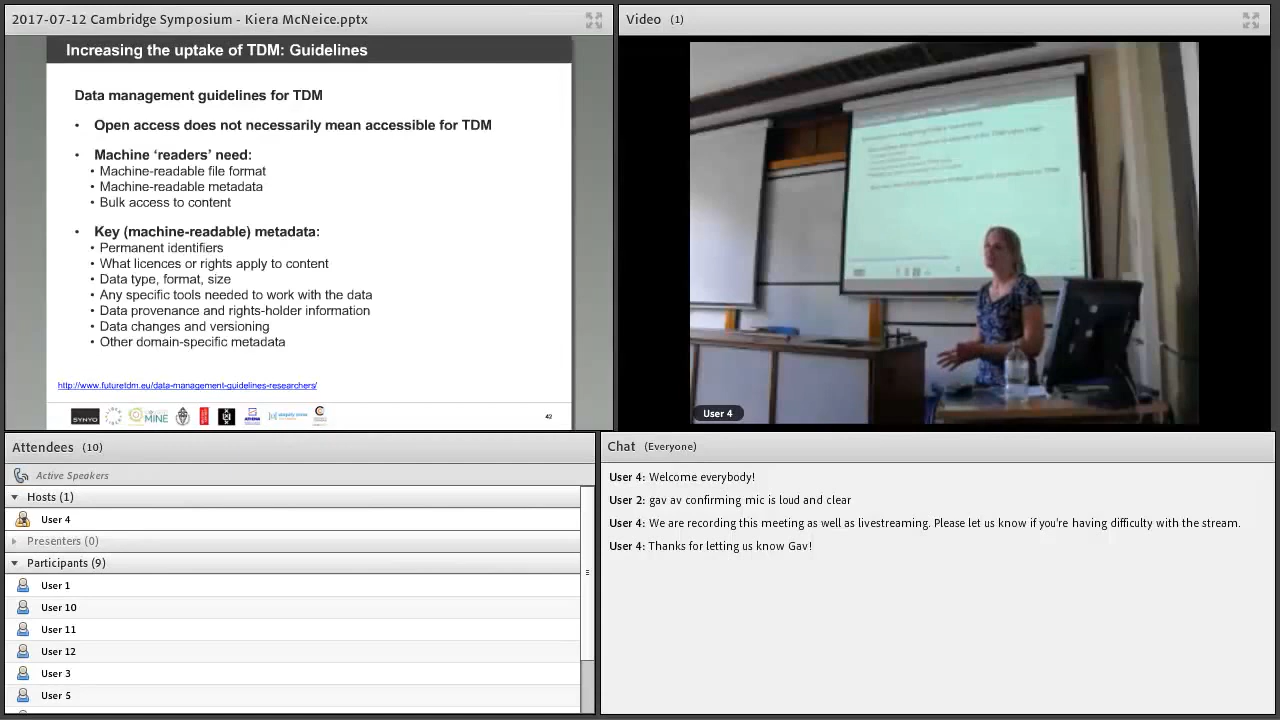 2017-07-12 Cambridge Symposium - Kiera McNeice.pptx
Increasing the uptake of TDM: Guidelines
Data management guidelines for TDM
• Open access does not necessarily mean accessible for TDM
• Machine ‘readers’ need:
• Machine-readable file format
• Machine-readable metadata
• Bulk access to content
• Key (machine-readable) metadata:
• Permanent identifiers
• What licences or rights apply to content
• Data type, format, size
• Any specific tools needed to work with the data
• Data provenance and rights-holder information
• Data changes and versioning
• Other domain-specific metadata
http://www.futuretdm.eu/data-management-guidelines-researchers/
SYNYO
MINE
42
Video (1)
User 4
Attendees (10)
Active Speakers
Hosts (1)
User 4
Presenters (0)
Participants (9)
User 1
User 10
User 11
User 12
User 3
User 5
Chat (Everyone)
User 4: Welcome everybody!
User 2: gav av confirming mic is loud and clear
User 4: We are recording this meeting as well as livestreaming. Please let us know if you're having difficulty with the stream.
User 4: Thanks for letting us know Gav!